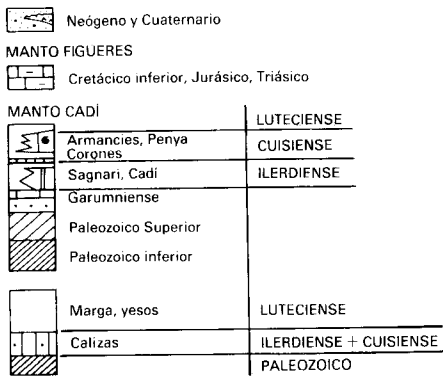 Neógeno y Cuaternario
MANTO FIGUERES
Cretácico inferior, Jurásico, Triásico
MANTO CADÍ
LUTECIENSE
Armancies, Penya
Corones
CUISIENSE
Sagnari, Cadí
ILERDIENSE
Garumniense
Paleozoico Superior
Paleozoico inferior
Marga, yesos
LUTECIENSE
Calizas
ILERDIENSE + CUISIENSE
PALEOZOICO